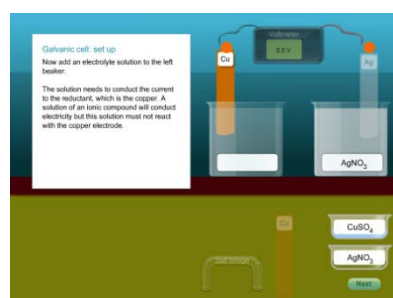 Voltmeter
Galvanic cell: set up
Now add an electrolyte solution to the left
beaker.
The solution needs to conduct the current
to the reductant, which is the copper. A
solution of an ionic compound will conduct
electricity but this solution must not react
with the copper electrode.
Cu
Ag
AgNO₃
Cu
CuSO₄
Salt bridge
AgNO₃
Next